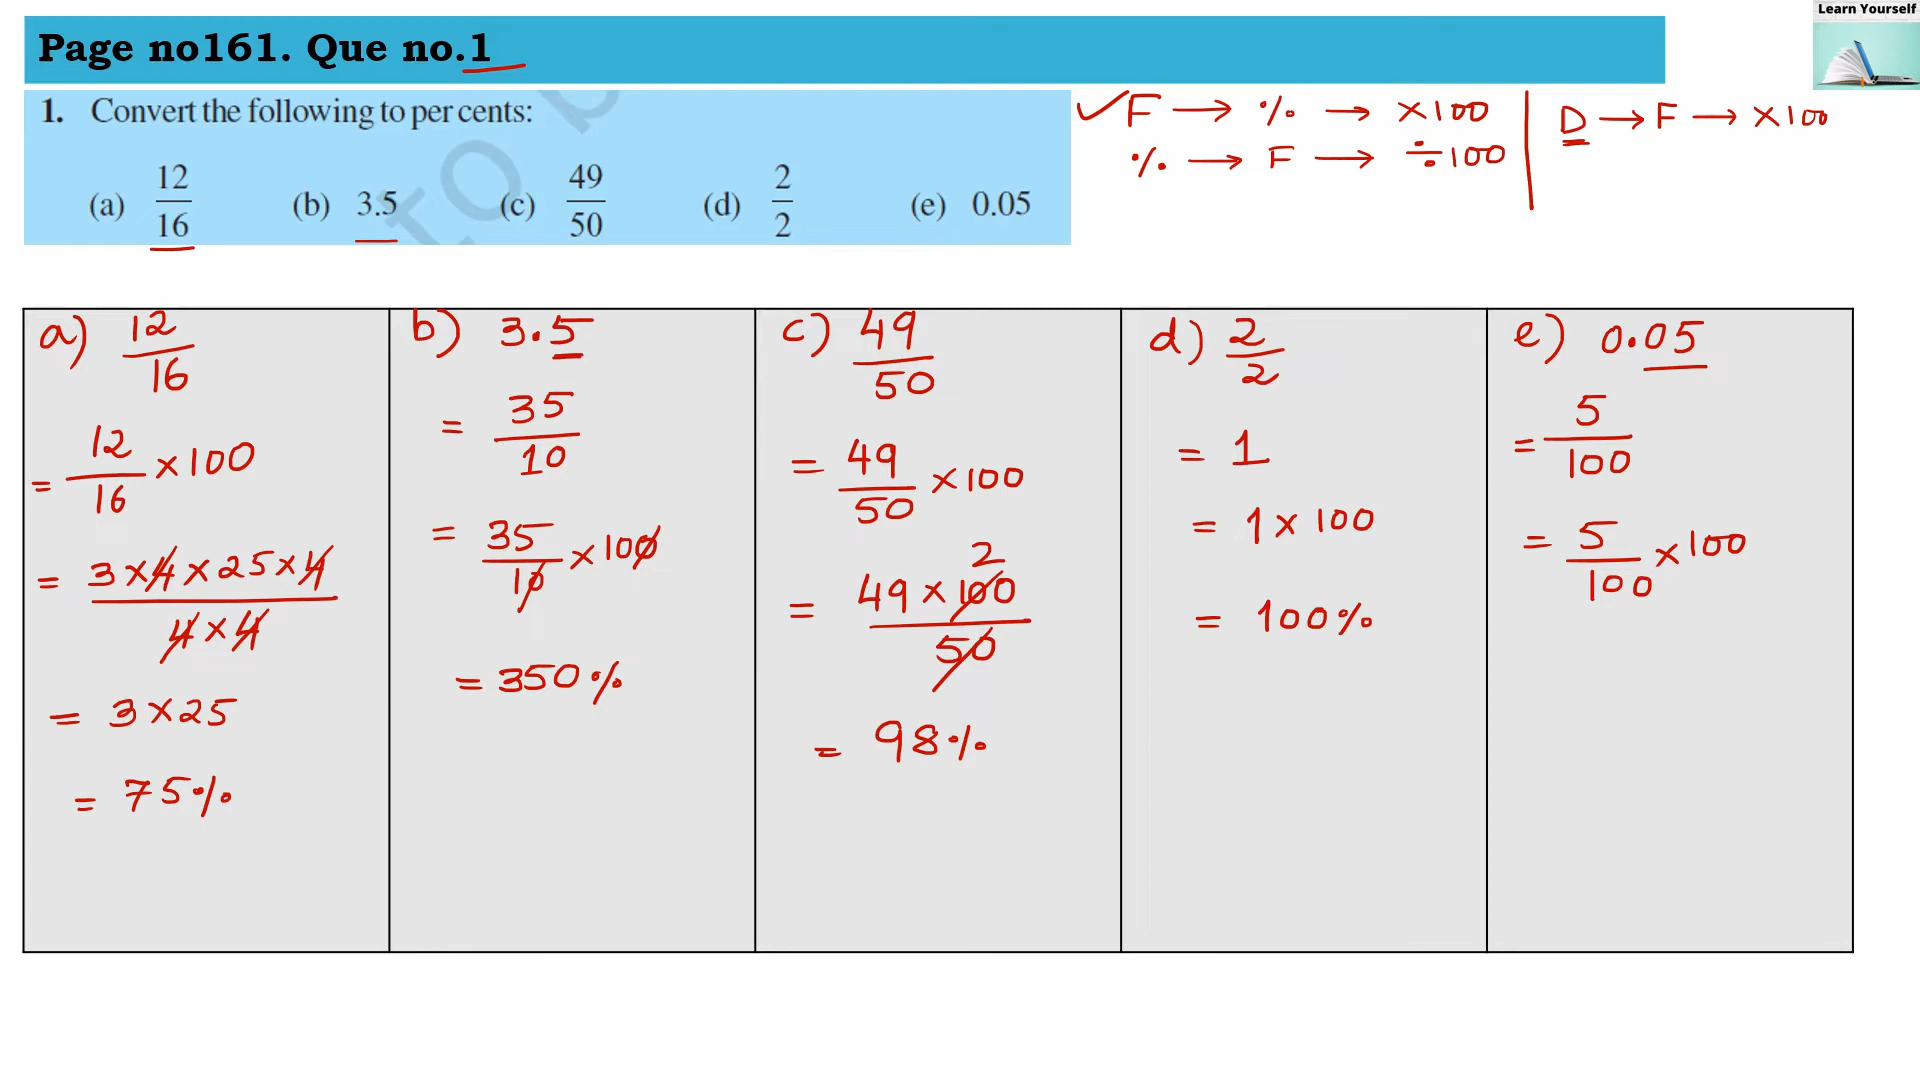 Learn Yourself
Page no161. Que no.1
1. Convert the following to per cents:
(a) 12/16 (b) 3.5 (c) 49/50 (d) 2/2 (e) 0.05
✓F → % → ×100
% → F → ÷100
D → F → ×100
a) 12/16
= 12/16 × 100
= 3×4×25×4 / 4×4
= 3×25
= 75%
b) 3.5
= 35/10
= 35/10 × 100
= 350%
c) 49/50
= 49/50 × 100
2
= 49×100 / 50
= 98%
d) 2/2
= 1
= 1×100
= 100%
e) 0.05
= 5/100
= 5/100 × 100